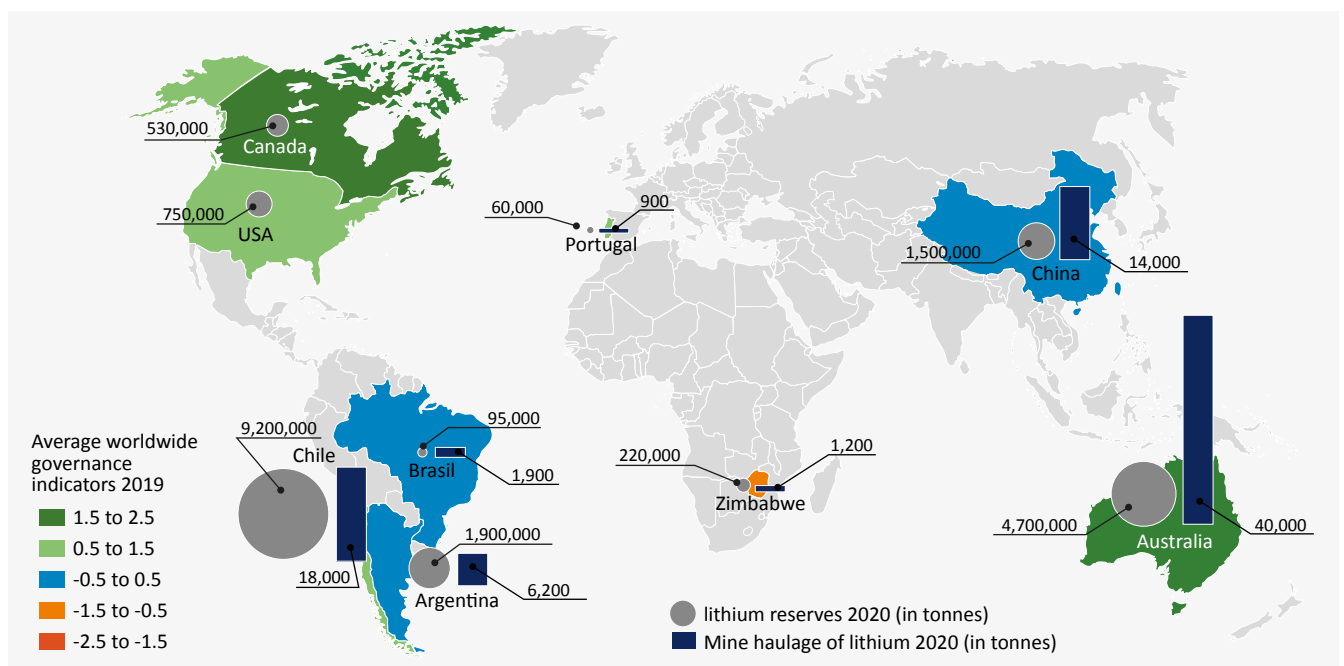 530,000
Canada
750,000
USA
60,000
900
Portugal
1,500,000
China
14,000
9,200,000
Chile
18,000
95,000
Brasil
1,900
1,900,000
Argentina
6,200
220,000
1,200
Zimbabwe
4,700,000
Australia
40,000
Average worldwide
governance
indicators 2019
1.5 to 2.5
0.5 to 1.5
-0.5 to 0.5
-1.5 to -0.5
-2.5 to -1.5
lithium reserves 2020 (in tonnes)
Mine haulage of lithium 2020 (in tonnes)